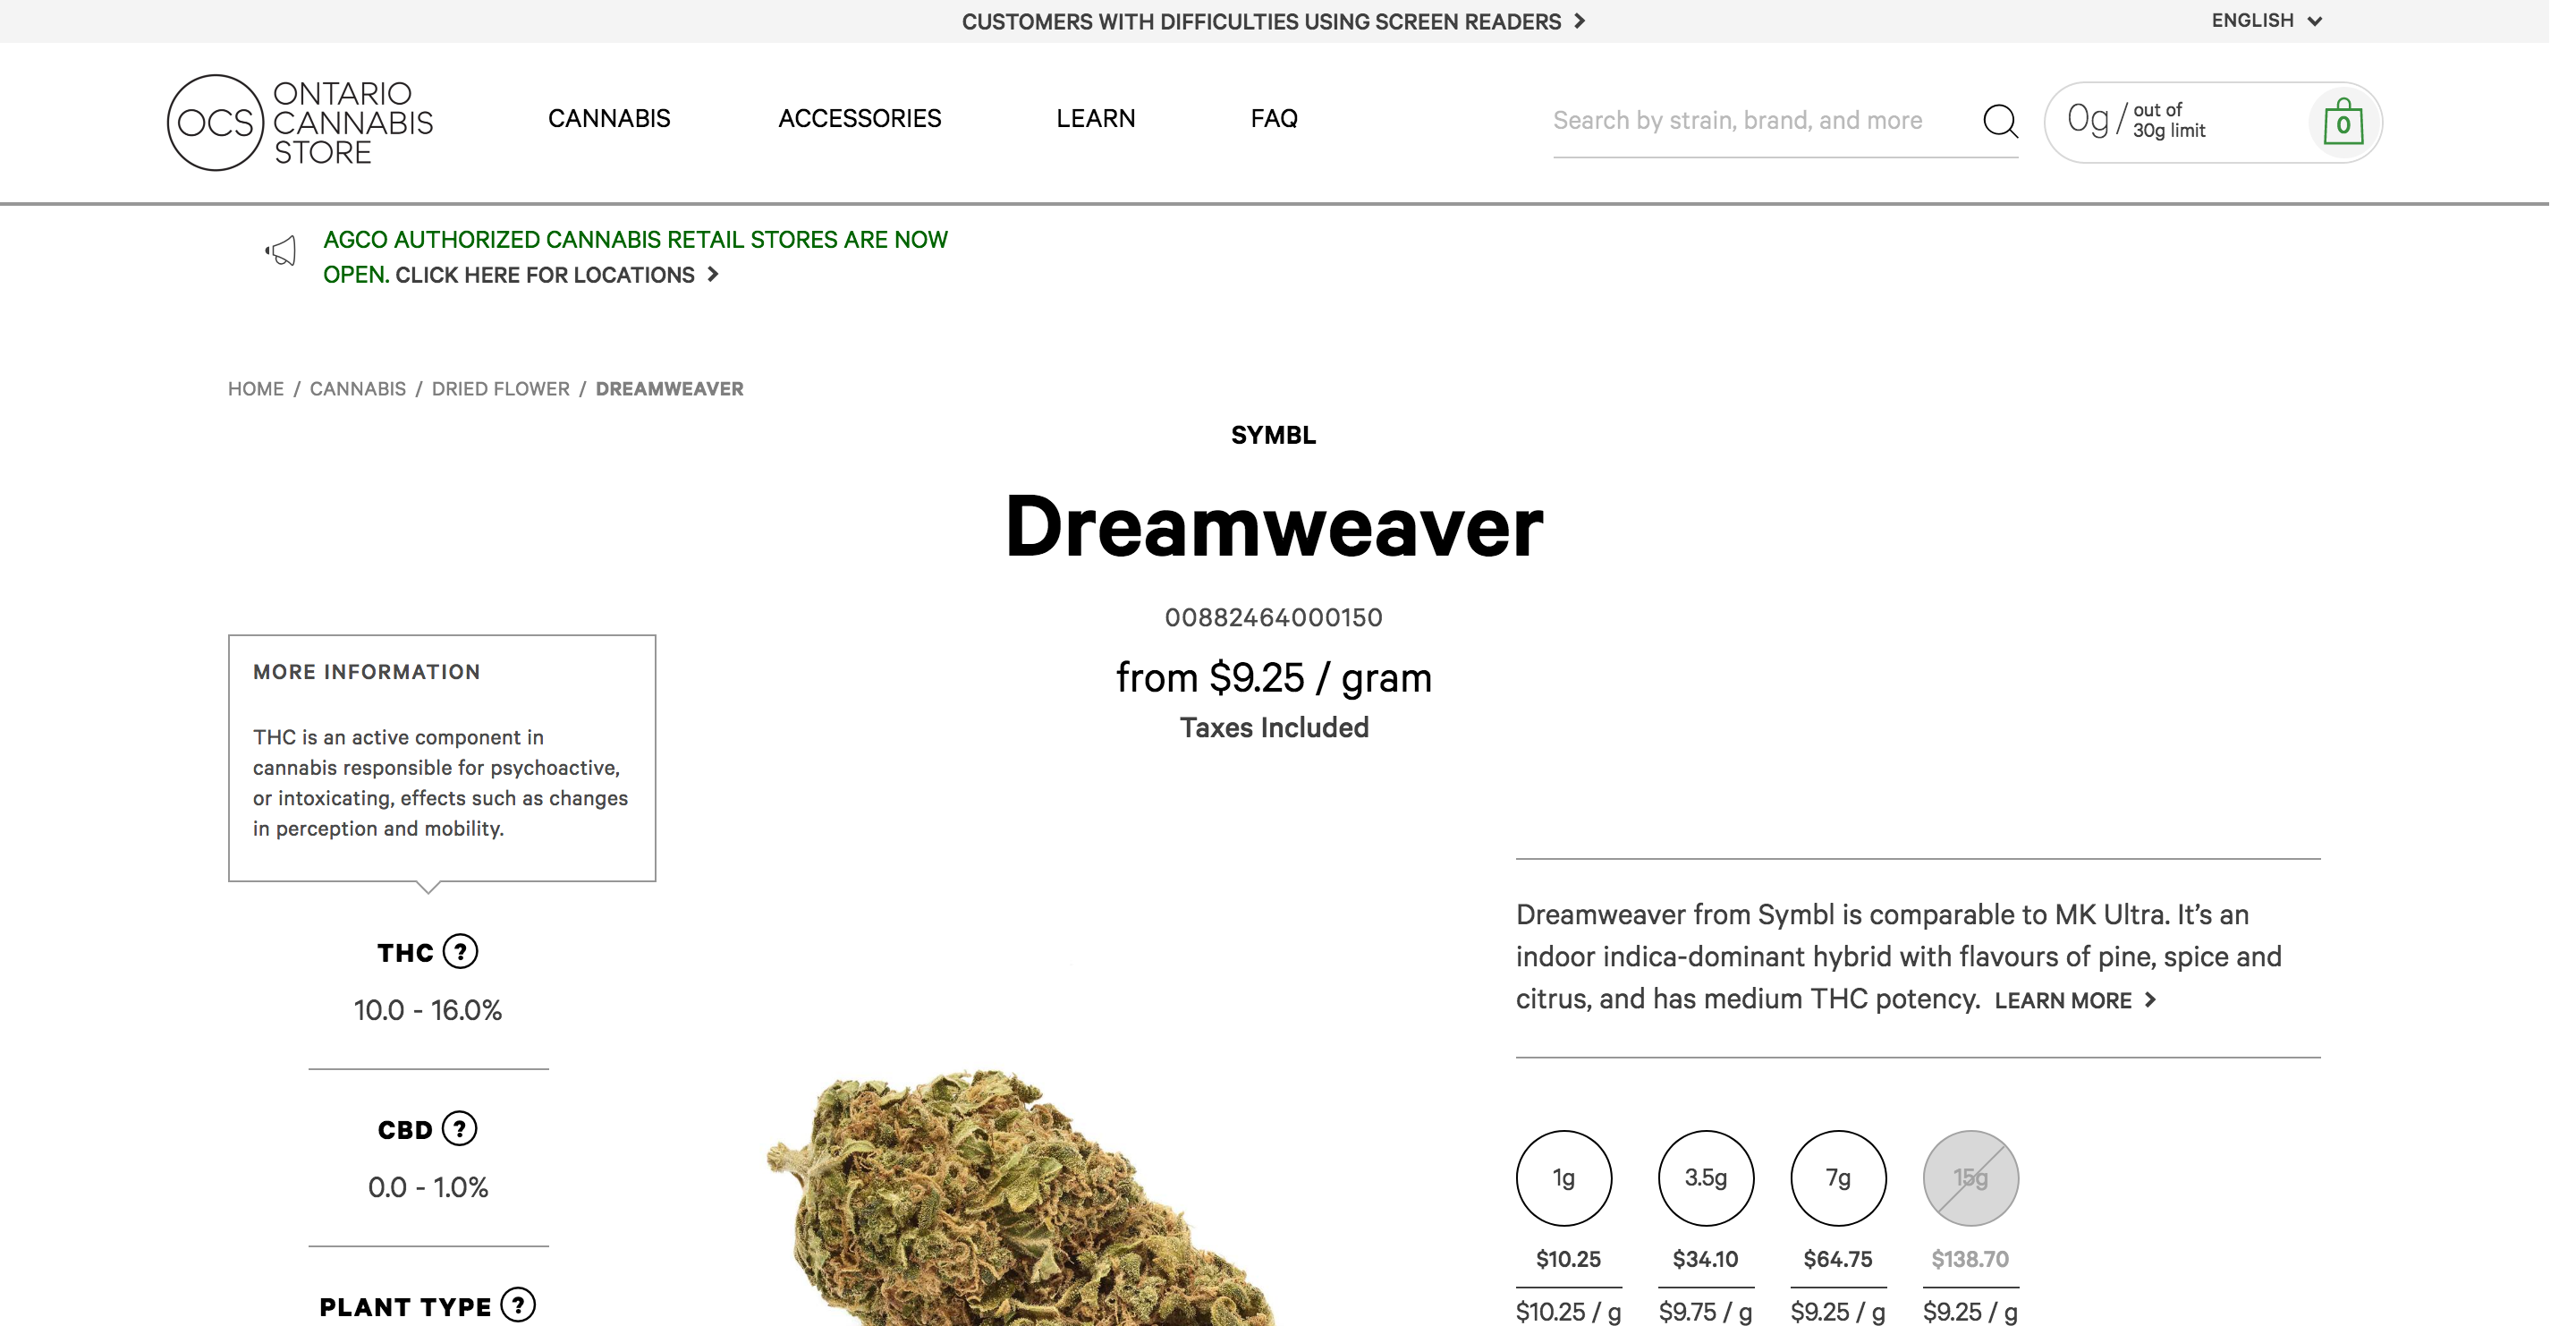 CUSTOMERS WITH DIFFICULTIES USING SCREEN READERS
ENGLISH
OCS
ONTARIO
CANNABIS
STORE
CANNABIS
ACCESSORIES
LEARN
FAQ
Search by strain, brand, and more
0g / out of
30g limit
0
AGCO AUTHORIZED CANNABIS RETAIL STORES ARE NOW
OPEN. CLICK HERE FOR LOCATIONS
HOME / CANNABIS / DRIED FLOWER / DREAMWEAVER
SYMBL
Dreamweaver
00882464000150
from $9.25 / gram
Taxes Included
MORE INFORMATION
THC is an active component in
cannabis responsible for psychoactive,
or intoxicating, effects such as changes
in perception and mobility.
THC ?
10.0 - 16.0%
CBD ?
0.0 - 1.0%
PLANT TYPE ?
Dreamweaver from Symbl is comparable to MK Ultra. It’s an
indoor indica-dominant hybrid with flavours of pine, spice and
citrus, and has medium THC potency. LEARN MORE
1g
3.5g
7g
15g
$10.25
$34.10
$64.75
$138.70
$10.25 / g
$9.75 / g
$9.25 / g
$9.25 / g